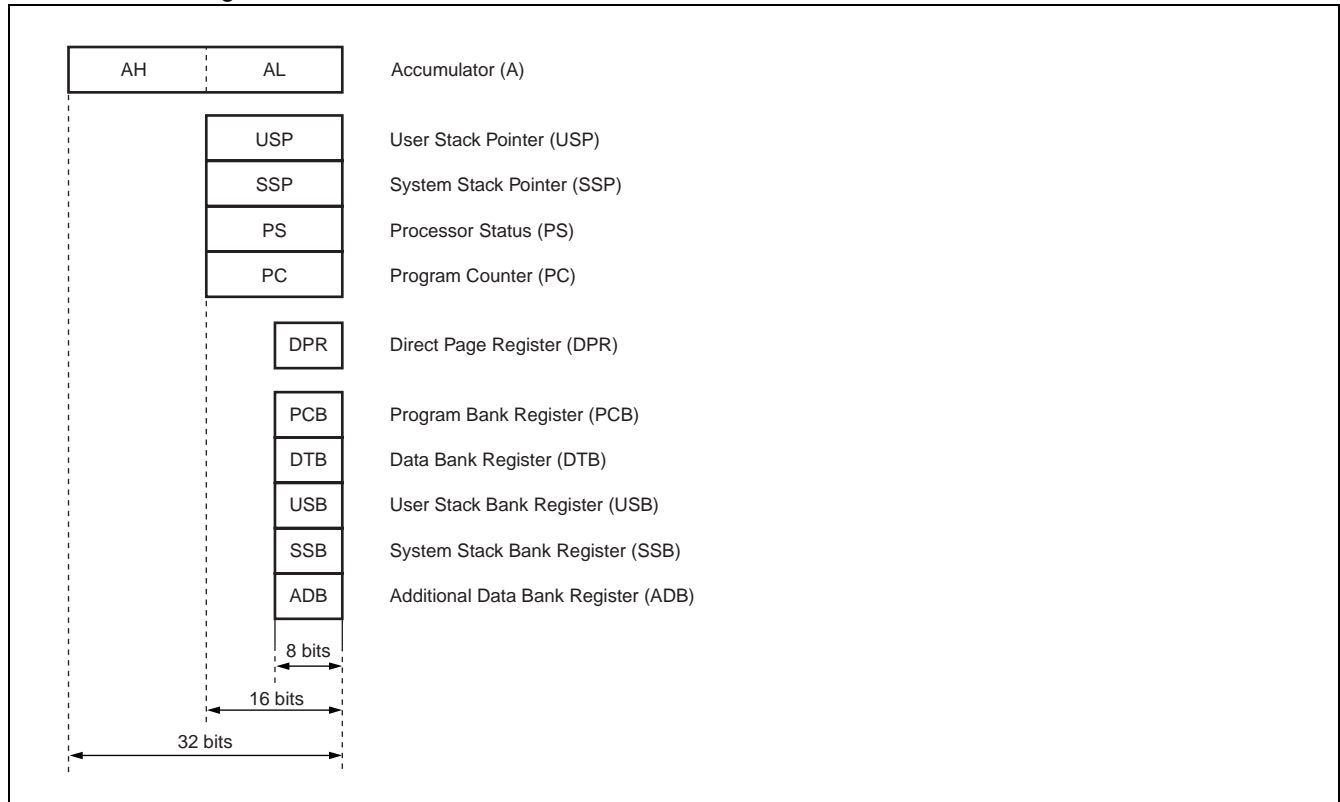 AH AL Accumulator (A)
USP User Stack Pointer (USP)
SSP System Stack Pointer (SSP)
PS Processor Status (PS)
PC Program Counter (PC)
DPR Direct Page Register (DPR)
PCB Program Bank Register (PCB)
DTB Data Bank Register (DTB)
USB User Stack Bank Register (USB)
SSB System Stack Bank Register (SSB)
ADB Additional Data Bank Register (ADB)
8 bits
16 bits
32 bits